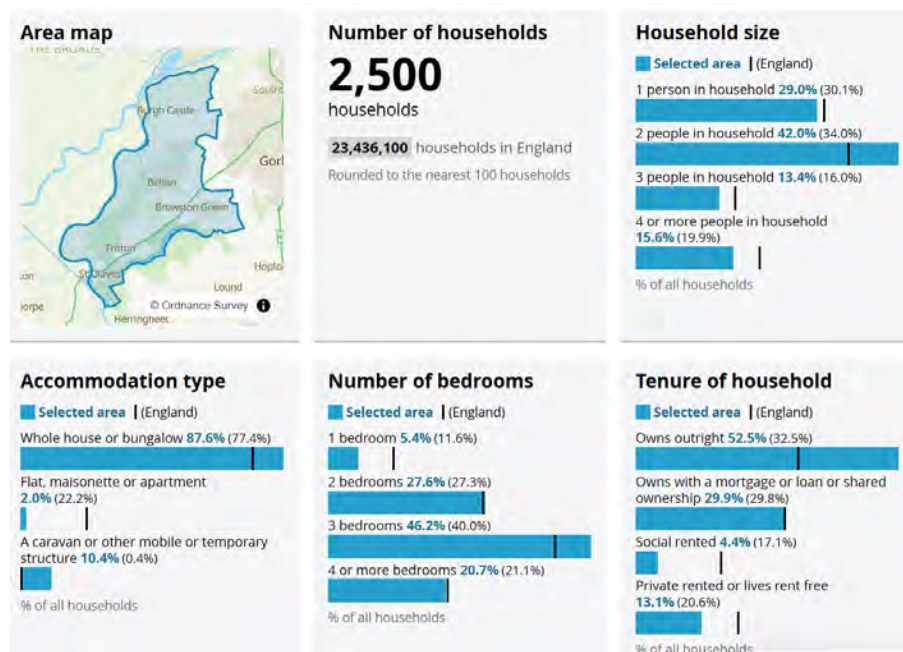 Area map
THE BROADS
Burgh Castle
Belton
Browston Green
Fritton
St Olaves
Lound
Herringfleet
© Ordnance Survey
Number of households
2,500
households
23,436,100 households in England
Rounded to the nearest 100 households
Household size
Selected area (England)
1 person in household 29.0% (30.1%)
2 people in household 42.0% (34.0%)
3 people in household 13.4% (16.0%)
4 or more people in household
15.6% (19.9%)
% of all households
Accommodation type
Selected area (England)
Whole house or bungalow 87.6% (77.4%)
Flat, maisonette or apartment
2.0% (22.2%)
A caravan or other mobile or temporary
structure 10.4% (0.4%)
% of all households
Number of bedrooms
Selected area (England)
1 bedroom 5.4% (11.6%)
2 bedrooms 27.6% (27.3%)
3 bedrooms 46.2% (40.0%)
4 or more bedrooms 20.7% (21.1%)
% of all households
Tenure of household
Selected area (England)
Owns outright 52.5% (32.5%)
Owns with a mortgage or loan or shared
ownership 29.9% (29.8%)
Social rented 4.4% (17.1%)
Private rented or lives rent free
13.1% (20.6%)
% of all households